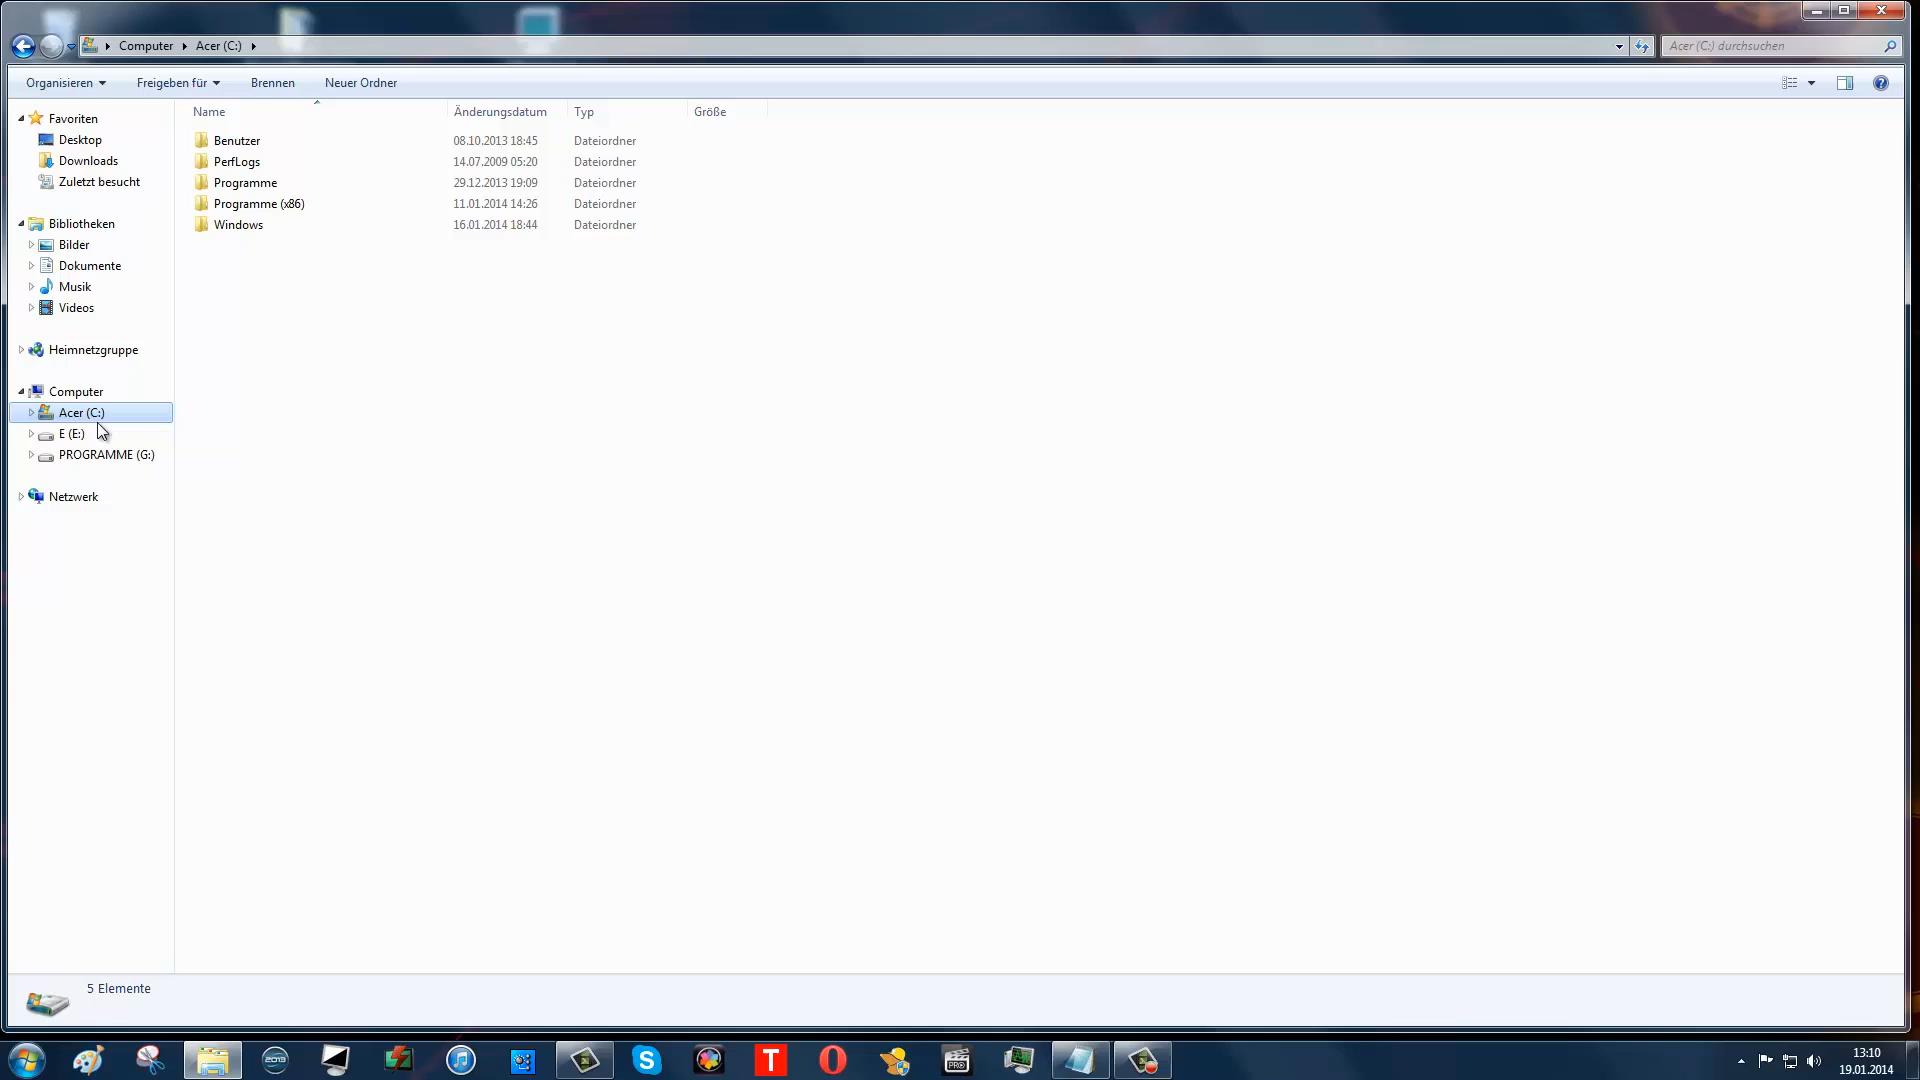 Computer Acer (C:)
Acer (C:) durchsuchen
Organisieren Freigeben für Brennen Neuer Ordner
Name Änderungsdatum Typ Größe
Favoriten
Desktop
Downloads
Zuletzt besucht
Bibliotheken
Bilder
Dokumente
Musik
Videos
Heimnetzgruppe
Computer
Acer (C:)
E (E:)
PROGRAMME (G:)
Netzwerk
Benutzer 08.10.2013 18:45 Dateiordner
PerfLogs 14.07.2009 05:20 Dateiordner
Programme 29.12.2013 19:09 Dateiordner
Programme (x86) 11.01.2014 14:26 Dateiordner
Windows 16.01.2014 18:44 Dateiordner
5 Elemente
2013
S
T
PRO
13:10
19.01.2014